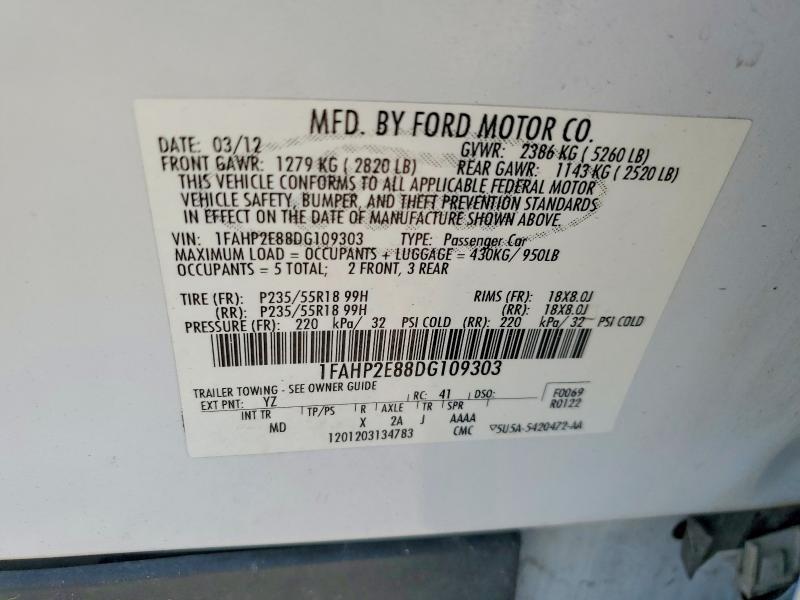 MFD. BY FORD MOTOR CO.
DATE: 03/12 GVWR: 2386 KG ( 5260 LB)
FRONT GAWR: 1279 KG ( 2820 LB) REAR GAWR: 1143 KG ( 2520 LB)
THIS VEHICLE CONFORMS TO ALL APPLICABLE FEDERAL MOTOR
VEHICLE SAFETY, BUMPER, AND THEFT PREVENTION STANDARDS
IN EFFECT ON THE DATE OF MANUFACTURE SHOWN ABOVE.
VIN: 1FAHP2E88DG109303 TYPE: Passenger Car
MAXIMUM LOAD = OCCUPANTS + LUGGAGE = 430KG/ 950LB
OCCUPANTS = 5 TOTAL; 2 FRONT, 3 REAR
TIRE (FR): P235/55R18 99H RIMS (FR): 18X8.0J
(RR): P235/55R18 99H (RR): 18X8.0J
PRESSURE (FR): 220 kPa/ 32 PSI COLD (RR): 220 kPa/ 32 PSI COLD
1FAHP2E88DG109303
TRAILER TOWING - SEE OWNER GUIDE
EXT PNT: YZ RC: 41 DSO: F0069
INT TR TP/PS R AXLE TR SPR R0122
MD X 2A J AAAA
1201203134783 CMC 5U5A-5420472-AA